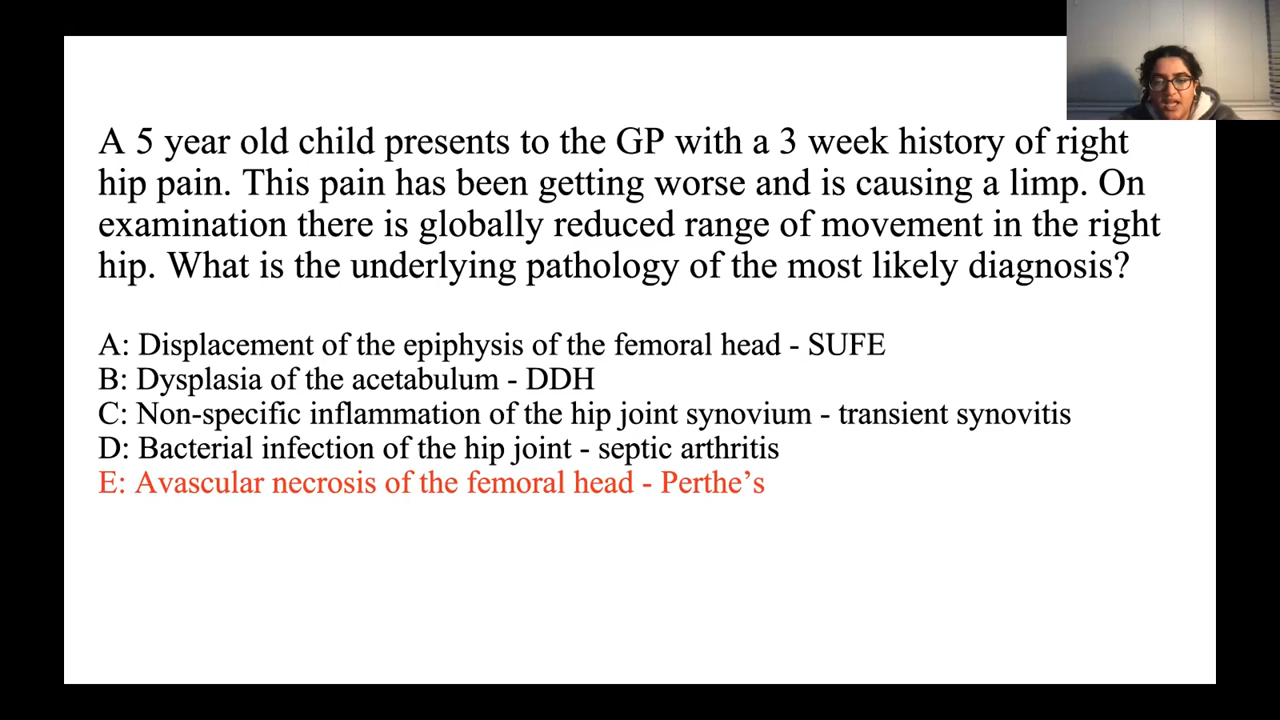 A 5 year old child presents to the GP with a 3 week history of right
hip pain. This pain has been getting worse and is causing a limp. On
examination there is globally reduced range of movement in the right
hip. What is the underlying pathology of the most likely diagnosis?
A: Displacement of the epiphysis of the femoral head - SUFE
B: Dysplasia of the acetabulum - DDH
C: Non-specific inflammation of the hip joint synovium - transient synovitis
D: Bacterial infection of the hip joint - septic arthritis
E: Avascular necrosis of the femoral head - Perthe’s